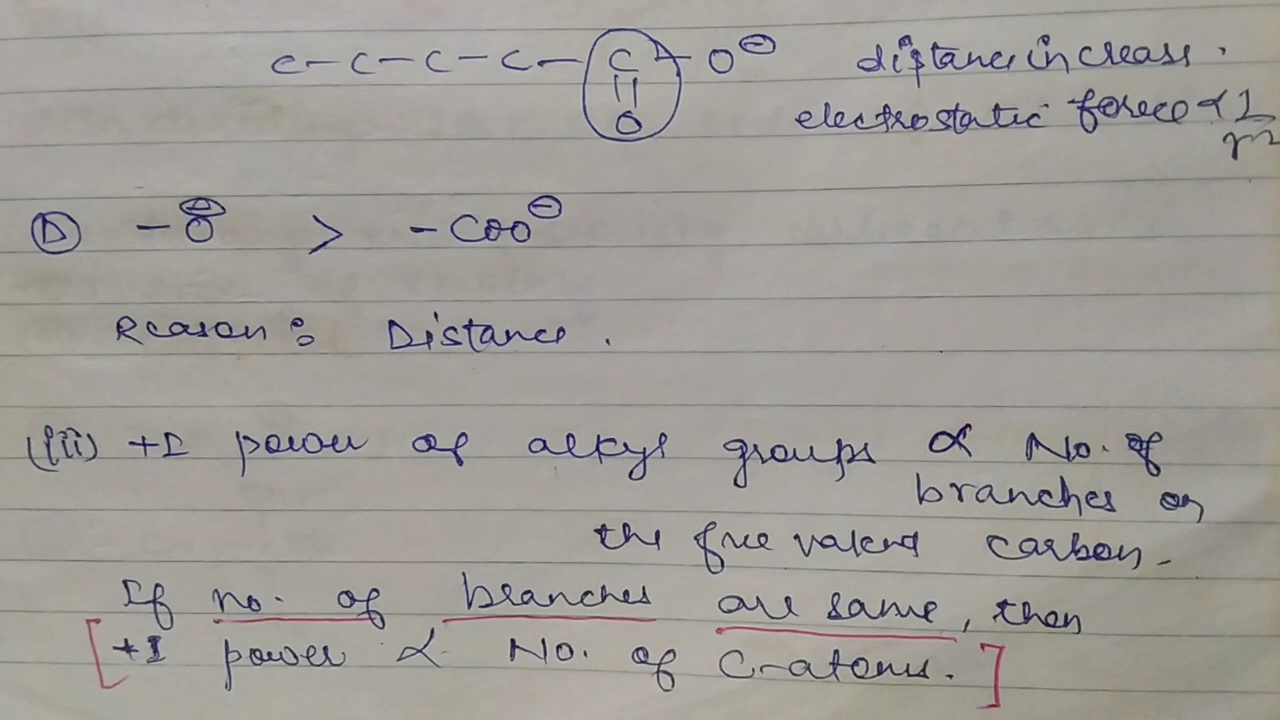 C-C-C-C-C-O⊖ distance increase.
||
O
electrostatic force ∝ 1/r²
Ⓓ -O⊖ > -COO⊖
Reason: Distance.
(iii) +I power of alkyl groups ∝ No. of
branches on
the free valent carbon.
If no. of branches are same, then
[+I power ∝ No. of C-atoms.]